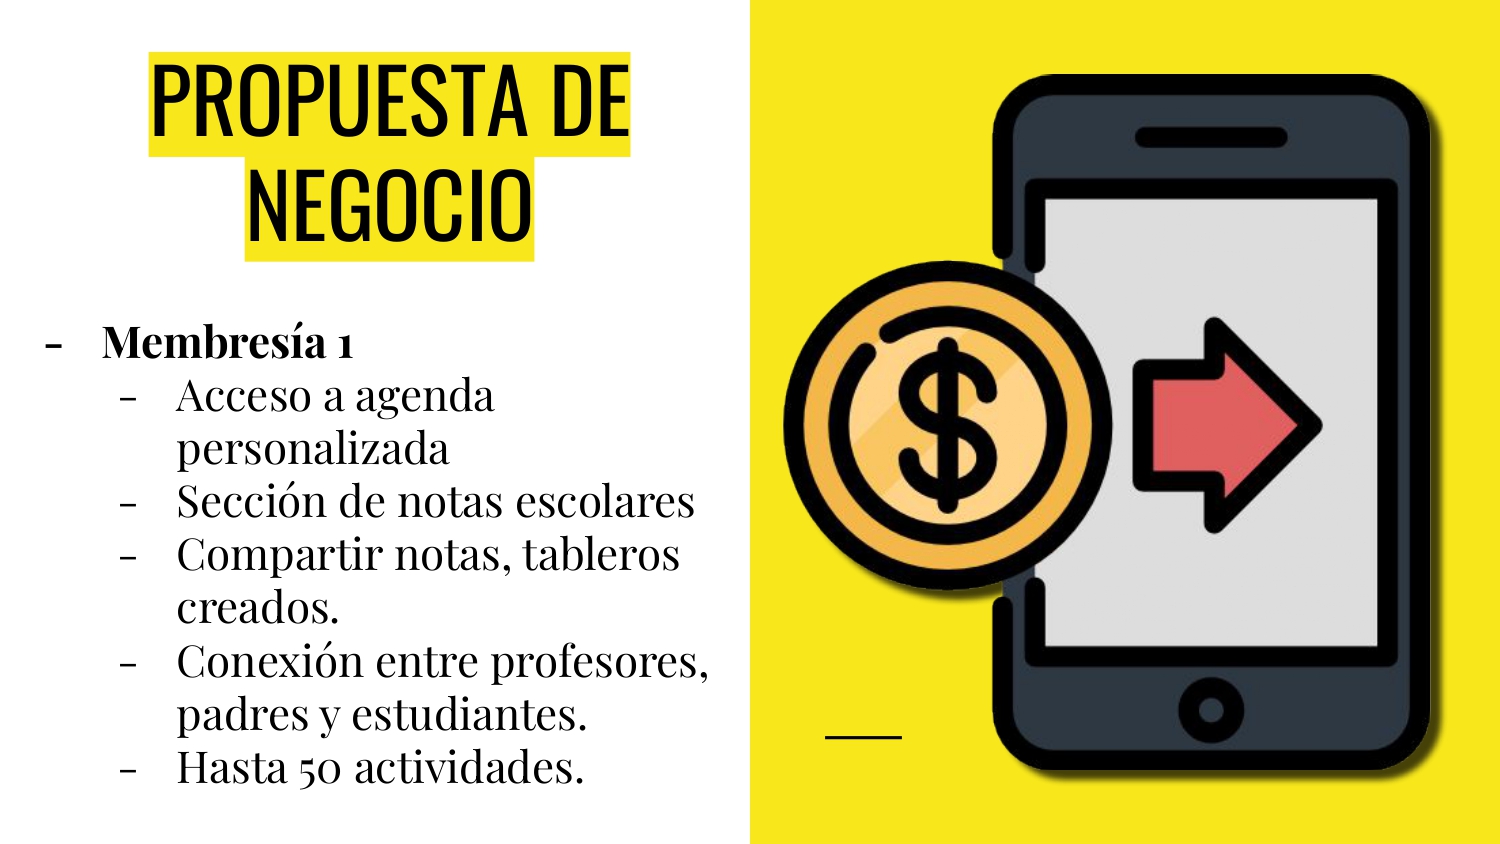 PROPUESTA DE
NEGOCIO
- Membresía 1
- Acceso a agenda
personalizada
- Sección de notas escolares
- Compartir notas, tableros
creados.
- Conexión entre profesores,
padres y estudiantes.
- Hasta 50 actividades.
$